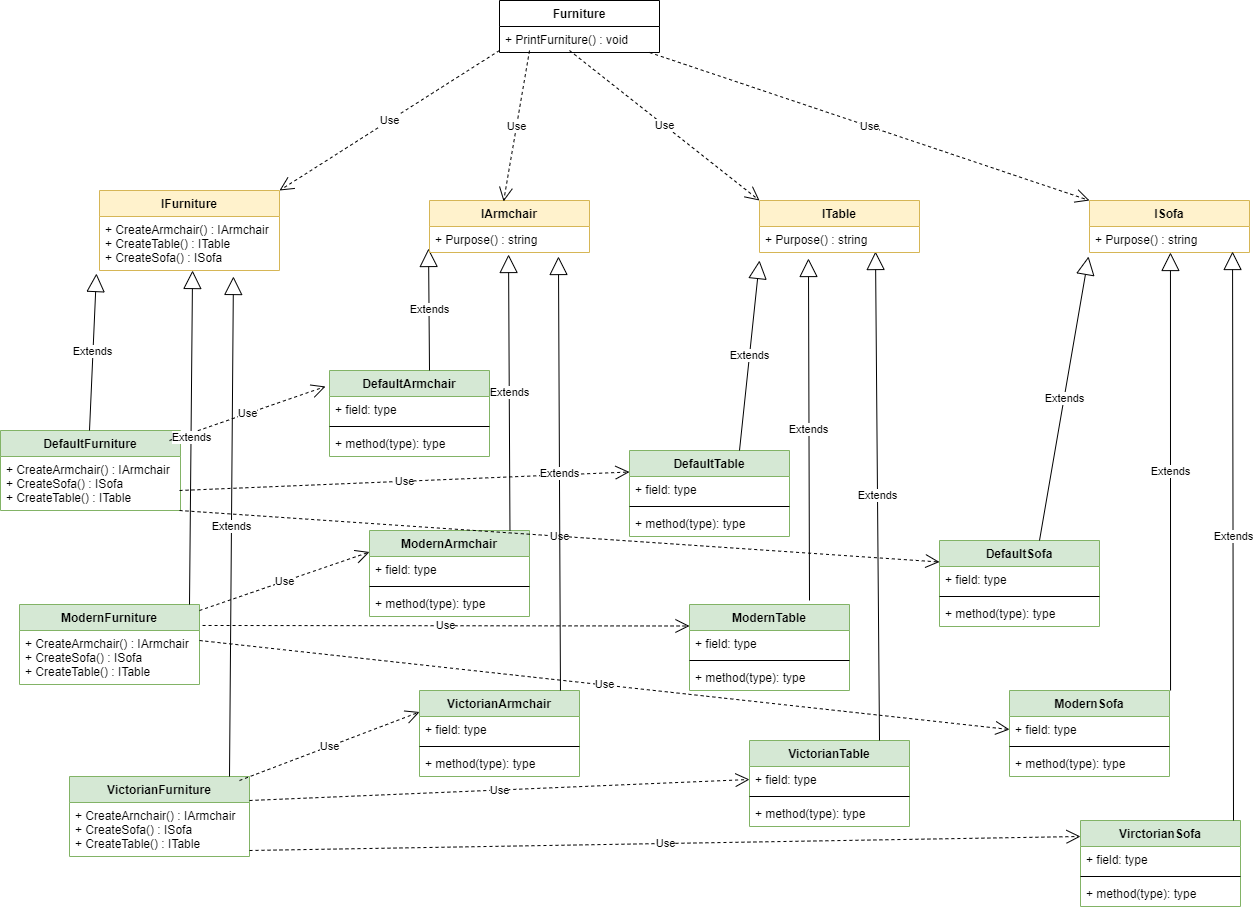 Furniture
+ PrintFurniture() : void
Use
Use
Use
Use
IFurniture
+ CreateArmchair() : IArmchair
+ CreateTable() : ITable
+ CreateSofa() : ISofa
IArmchair
+ Purpose() : string
ITable
+ Purpose() : string
ISofa
+ Purpose() : string
Extends
Extends
Extends
Extends
Extends
Extends
Extends
Extends
Extends
Extends
Extends
Extends
DefaultArmchair
+ field: type
+ method(type): type
Use
DefaultFurniture
+ CreateArmchair() : IArmchair
+ CreateSofa() : ISofa
+ CreateTable() : ITable
Use
DefaultTable
+ field: type
+ method(type): type
Use
DefaultSofa
+ field: type
+ method(type): type
ModernArmchair
+ field: type
+ method(type): type
Use
ModernFurniture
+ CreateArmchair() : IArmchair
+ CreateSofa() : ISofa
+ CreateTable() : ITable
Use
ModernTable
+ field: type
+ method(type): type
Use
ModernSofa
+ field: type
+ method(type): type
VictorianArmchair
+ field: type
+ method(type): type
Use
VictorianFurniture
+ CreateArnchair() : IArmchair
+ CreateSofa() : ISofa
+ CreateTable() : ITable
Use
VictorianTable
+ field: type
+ method(type): type
Use
VirctorianSofa
+ field: type
+ method(type): type